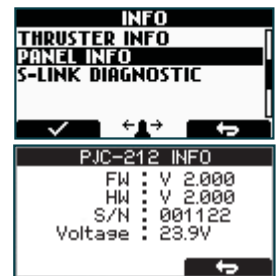 INFO
THRUSTER INFO
PANEL INFO
S-LINK DIAGNOSTIC
PJC-212 INFO
FW : V 2.000
HW : V 2.000
S/N : 001122
Voltage : 23.9V